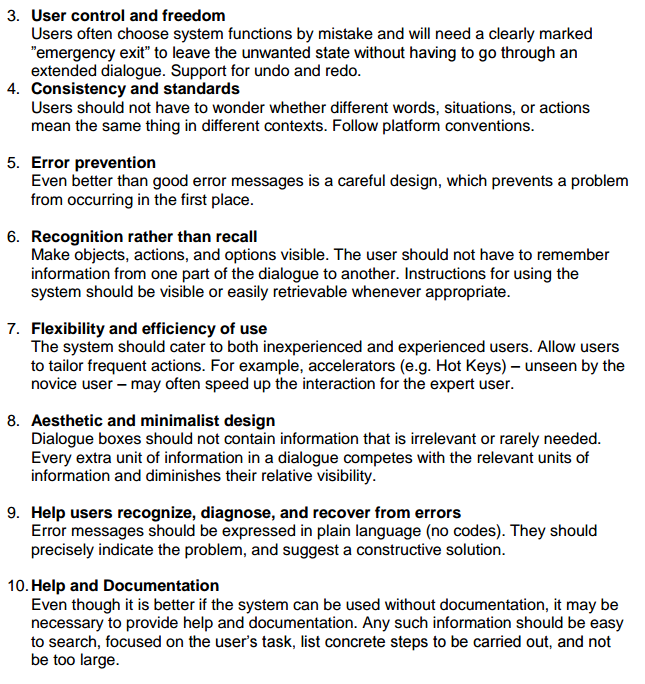 3. User control and freedom
Users often choose system functions by mistake and will need a clearly marked
”emergency exit” to leave the unwanted state without having to go through an
extended dialogue. Support for undo and redo.
4. Consistency and standards
Users should not have to wonder whether different words, situations, or actions
mean the same thing in different contexts. Follow platform conventions.
5. Error prevention
Even better than good error messages is a careful design, which prevents a problem
from occurring in the first place.
6. Recognition rather than recall
Make objects, actions, and options visible. The user should not have to remember
information from one part of the dialogue to another. Instructions for using the
system should be visible or easily retrievable whenever appropriate.
7. Flexibility and efficiency of use
The system should cater to both inexperienced and experienced users. Allow users
to tailor frequent actions. For example, accelerators (e.g. Hot Keys) – unseen by the
novice user – may often speed up the interaction for the expert user.
8. Aesthetic and minimalist design
Dialogue boxes should not contain information that is irrelevant or rarely needed.
Every extra unit of information in a dialogue competes with the relevant units of
information and diminishes their relative visibility.
9. Help users recognize, diagnose, and recover from errors
Error messages should be expressed in plain language (no codes). They should
precisely indicate the problem, and suggest a constructive solution.
10. Help and Documentation
Even though it is better if the system can be used without documentation, it may be
necessary to provide help and documentation. Any such information should be easy
to search, focused on the user’s task, list concrete steps to be carried out, and not
be too large.